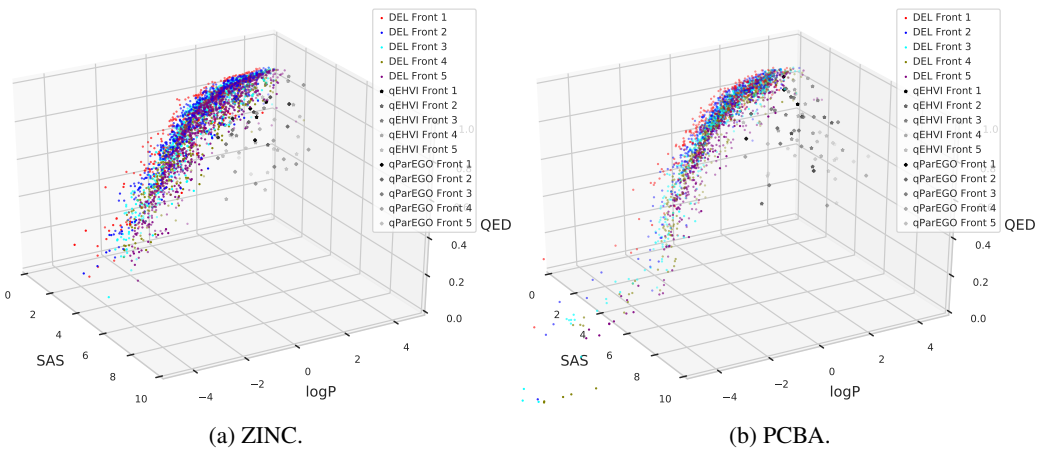 DEL Front 1
DEL Front 2
DEL Front 3
DEL Front 4
DEL Front 5
qEHVI Front 1
qEHVI Front 2
qEHVI Front 3
qEHVI Front 4
qEHVI Front 5
qParEGO Front 1
qParEGO Front 2
qParEGO Front 3
qParEGO Front 4
qParEGO Front 5
1.0
QED
0.4
0.2
0.0
0
2
4
6
8
10
SAS
−4
−2
0
2
4
logP
(a) ZINC.
DEL Front 1
DEL Front 2
DEL Front 3
DEL Front 4
DEL Front 5
qEHVI Front 1
qEHVI Front 2
qEHVI Front 3
qEHVI Front 4
qEHVI Front 5
qParEGO Front 1
qParEGO Front 2
qParEGO Front 3
qParEGO Front 4
qParEGO Front 5
1.0
QED
0.4
0.2
0.0
0
2
4
6
8
10
SAS
−4
−2
0
2
4
logP
(b) PCBA.